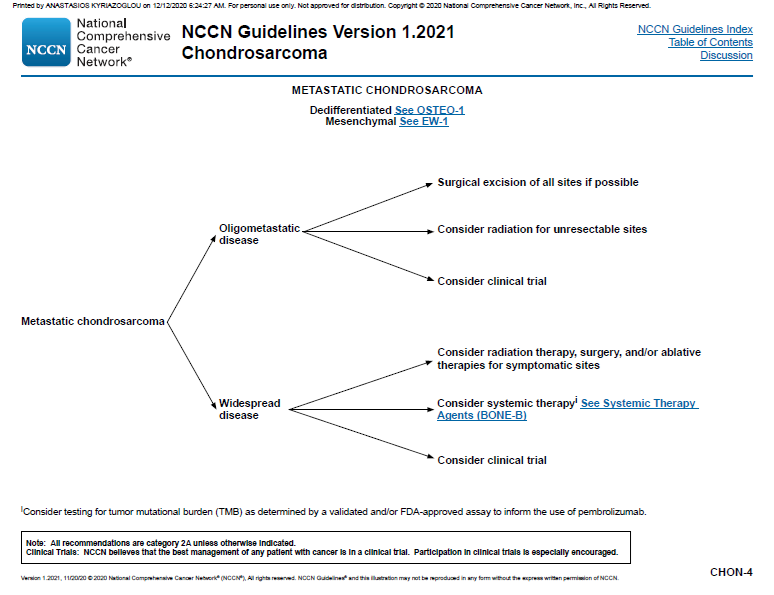 Printed by ANASTASIOS KYRIAZOGLOU on 12/12/2020 6:24:27 AM. For personal use only. Not approved for distribution. Copyright © 2020 National Comprehensive Cancer Network, Inc., All Rights Reserved.
NCCN
National
Comprehensive
Cancer
Network®
NCCN Guidelines Version 1.2021
Chondrosarcoma
NCCN Guidelines Index
Table of Contents
Discussion
METASTATIC CHONDROSARCOMA
Dedifferentiated See OSTEO-1
Mesenchymal See EW-1
Surgical excision of all sites if possible
Oligometastatic
disease
Consider radiation for unresectable sites
Consider clinical trial
Metastatic chondrosarcoma
Consider radiation therapy, surgery, and/or ablative
therapies for symptomatic sites
Widespread
disease
Consider systemic therapyi See Systemic Therapy
Agents (BONE-B)
Consider clinical trial
iConsider testing for tumor mutational burden (TMB) as determined by a validated and/or FDA-approved assay to inform the use of pembrolizumab.
Note: All recommendations are category 2A unless otherwise indicated.
Clinical Trials: NCCN believes that the best management of any patient with cancer is in a clinical trial. Participation in clinical trials is especially encouraged.
CHON-4
Version 1.2021, 11/20/20 © 2020 National Comprehensive Cancer Network® (NCCN®), All rights reserved. NCCN Guidelines® and this illustration may not be reproduced in any form without the express written permission of NCCN.